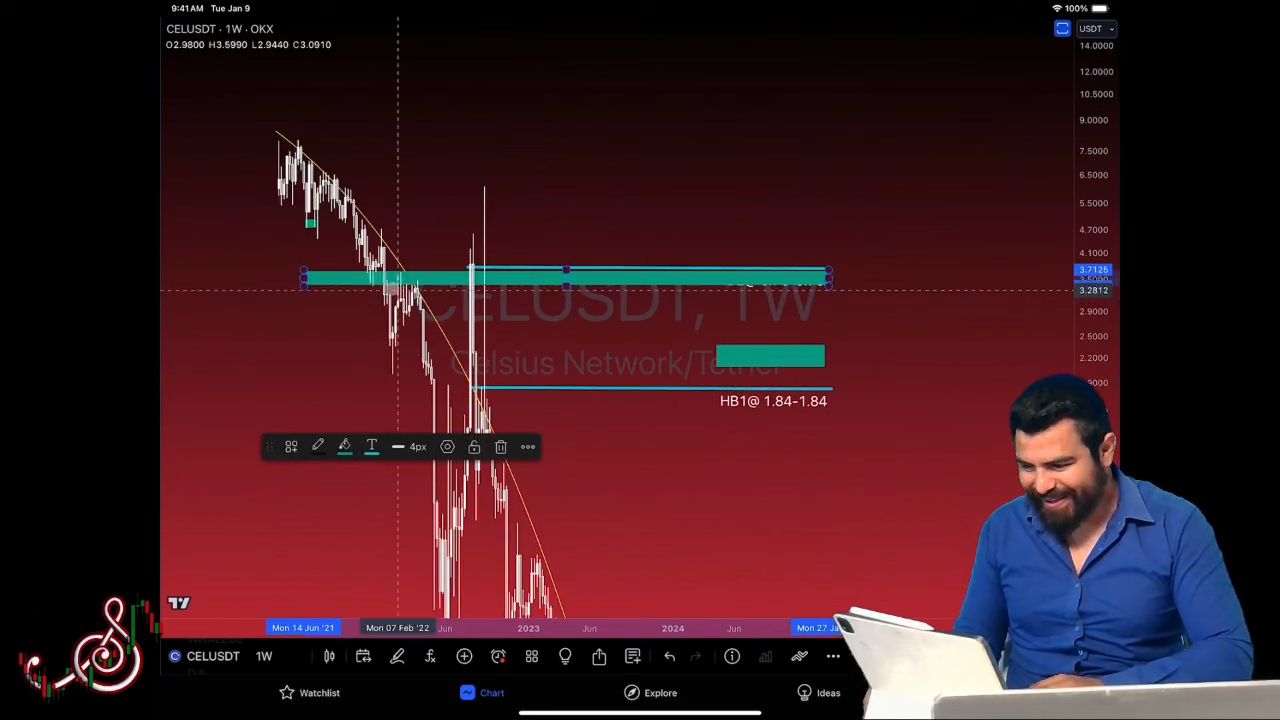 9:41AM Tue Jan 9
100%
CELUSDT · 1W · OKX
O2.9800 H3.5990 L2.9440 C3.0910
USDT
14.0000
12.0000
10.5000
9.0000
7.5000
6.5000
5.5000
4.7000
4.1000
3.7125
3.2812
2.9000
2.5000
2.2000
CELUSDT, 1W
Celsius Network/Tether
HB1@ 1.84-1.84
T
4px
Mon 14 Jun '21
Mon 07 Feb '22
Jun
2023
Jun
2024
Jun
Mon 27 Ja
CELUSDT
1W
Watchlist
Chart
Explore
Ideas